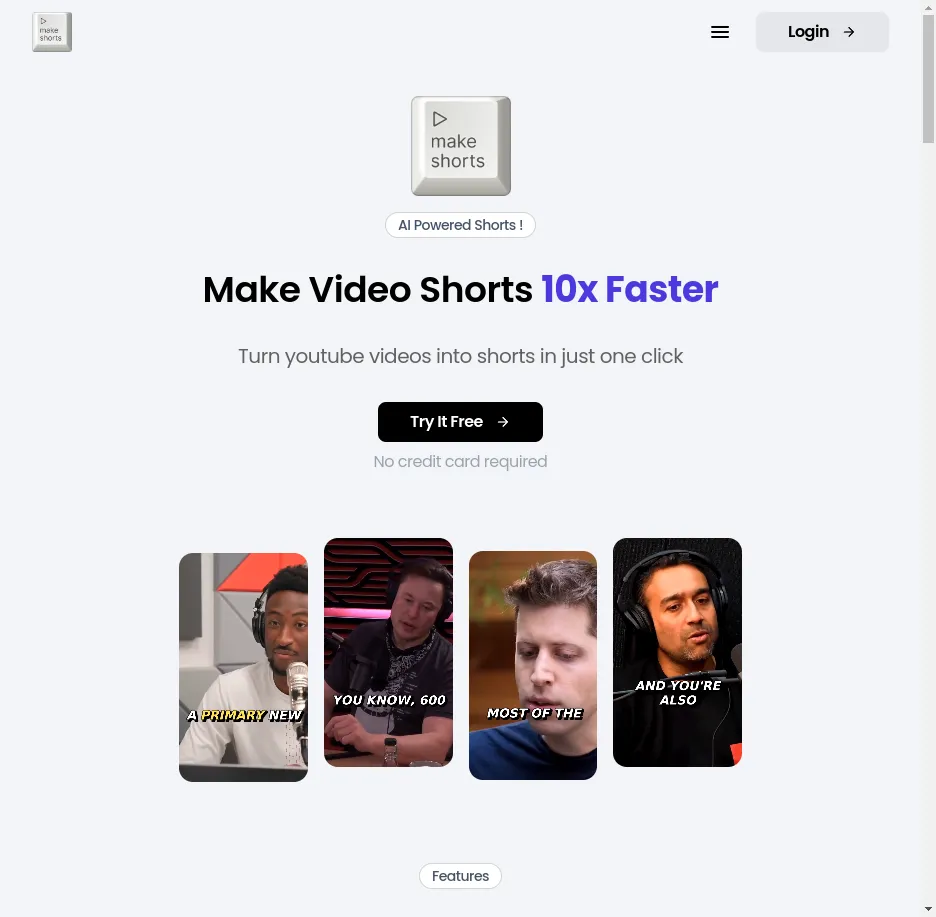 make
shorts
Login
make
shorts
AI Powered Shorts !
Make Video Shorts 10x Faster
Turn youtube videos into shorts in just one click
Try It Free
No credit card required
A PRIMARY NEW
YOU KNOW, 600
MOST OF THE
AND YOU'RE
ALSO
Features